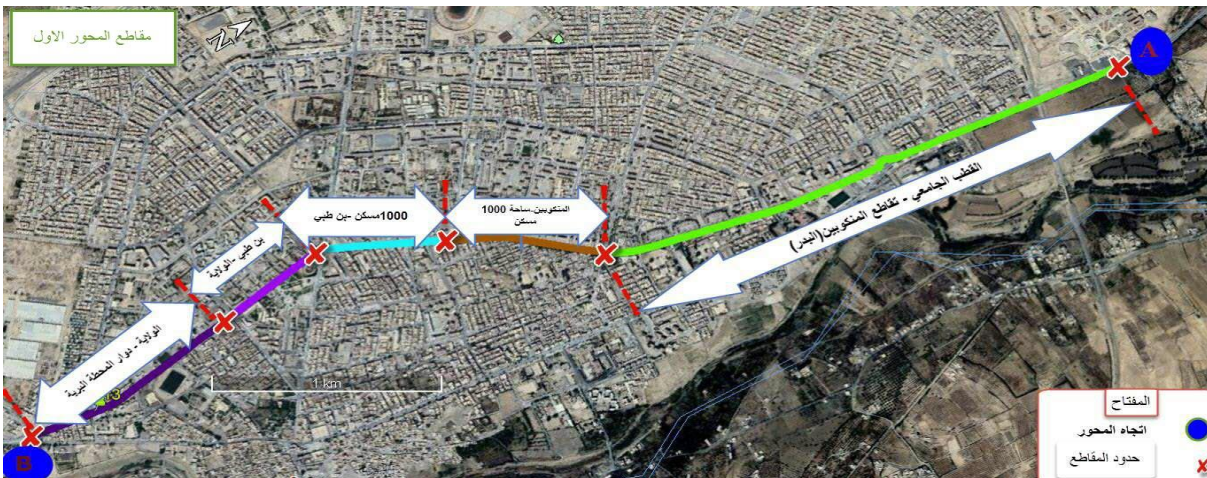 مقاطع المحور الاول
N
A
القطب الجامعي - تقاطع المنكوبين(البدر)
المنكوبين.ساحة 1000
مسكن
1000مسكن -بن طبي
بن طبي -الولاية
الولاية - دوار المحطة البرية
1 km
B
المفتاح
اتجاه المحور
حدود المقاطع